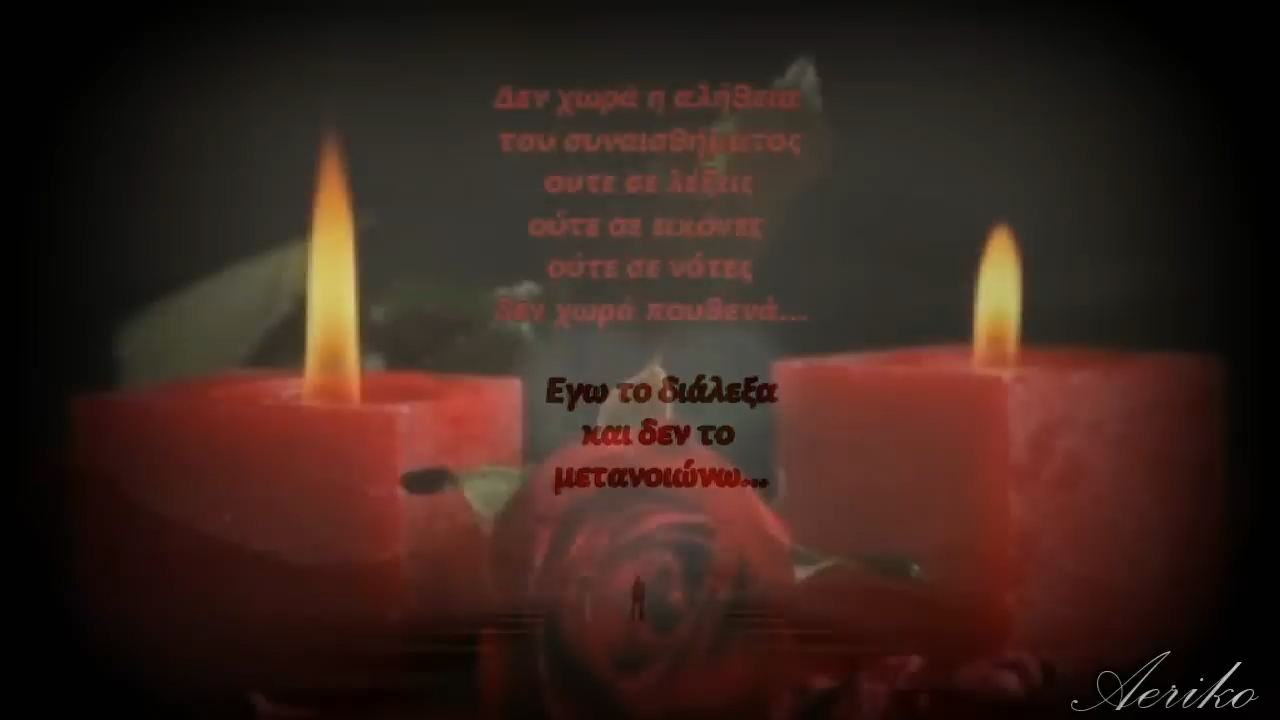 Δεν χωρά η αλήθεια
του συναισθήματος
ουτε σε λέξεις
ούτε σε εικόνες
ούτε σε νότες
δεν χωρά πουθενά...
Εγω το διάλεξα
και δεν το
μετανοιώνω...
Aeriko